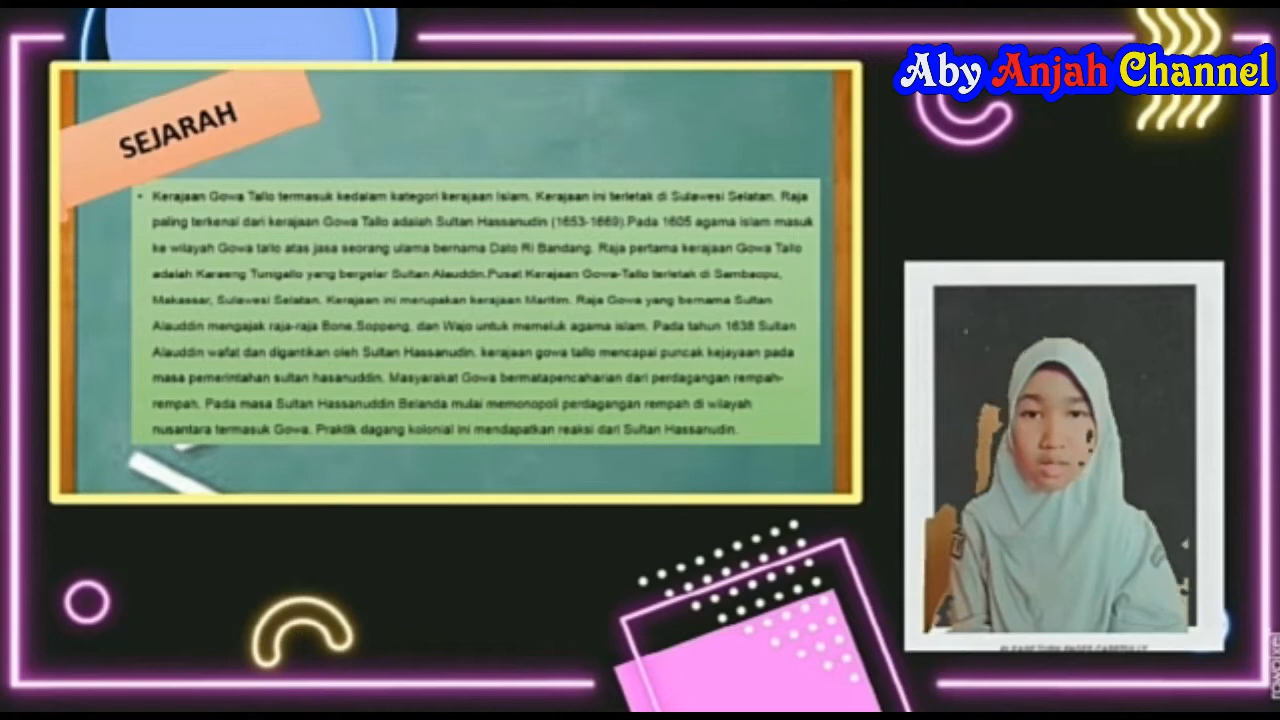 Aby Anjah Channel
SEJARAH
• Kerajaan Gowa Tallo termasuk kedalam kategori kerajaan Islam. Kerajaan ini terletak di Sulawesi Selatan. Raja
paling terkenal dari kerajaan Gowa Tallo adalah Sultan Hassanudin (1653-1669).Pada 1605 agama islam masuk
ke wilayah Gowa tallo atas jasa seorang ulama bernama Dato Ri Bandang. Raja pertama kerajaan Gowa Tallo
adalah Karaeng Tunigallo yang bergelar Sultan Alauddin.Pusat Kerajaan Gowa-Tallo terletak di Sambaopu,
Makassar, Sulawesi Selatan. Kerajaan ini merupakan kerajaan Maritim. Raja Gowa yang bernama Sultan
Alauddin mengajak raja-raja Bone,Soppeng, dan Wajo untuk memeluk agama islam. Pada tahun 1638 Sultan
Alauddin wafat dan digantikan oleh Sultan Hassanudin. kerajaan gowa tallo mencapai puncak kejayaan pada
masa pemerintahan sultan hasanuddin. Masyarakat Gowa bermatapencaharian dari perdagangan rempah-
rempah. Pada masa Sultan Hassanuddin Belanda mulai memonopoli perdagangan rempah di wilayah
nusantara termasuk Gowa. Praktik dagang kolonial ini mendapatkan reaksi dari Sultan Hassanudin.